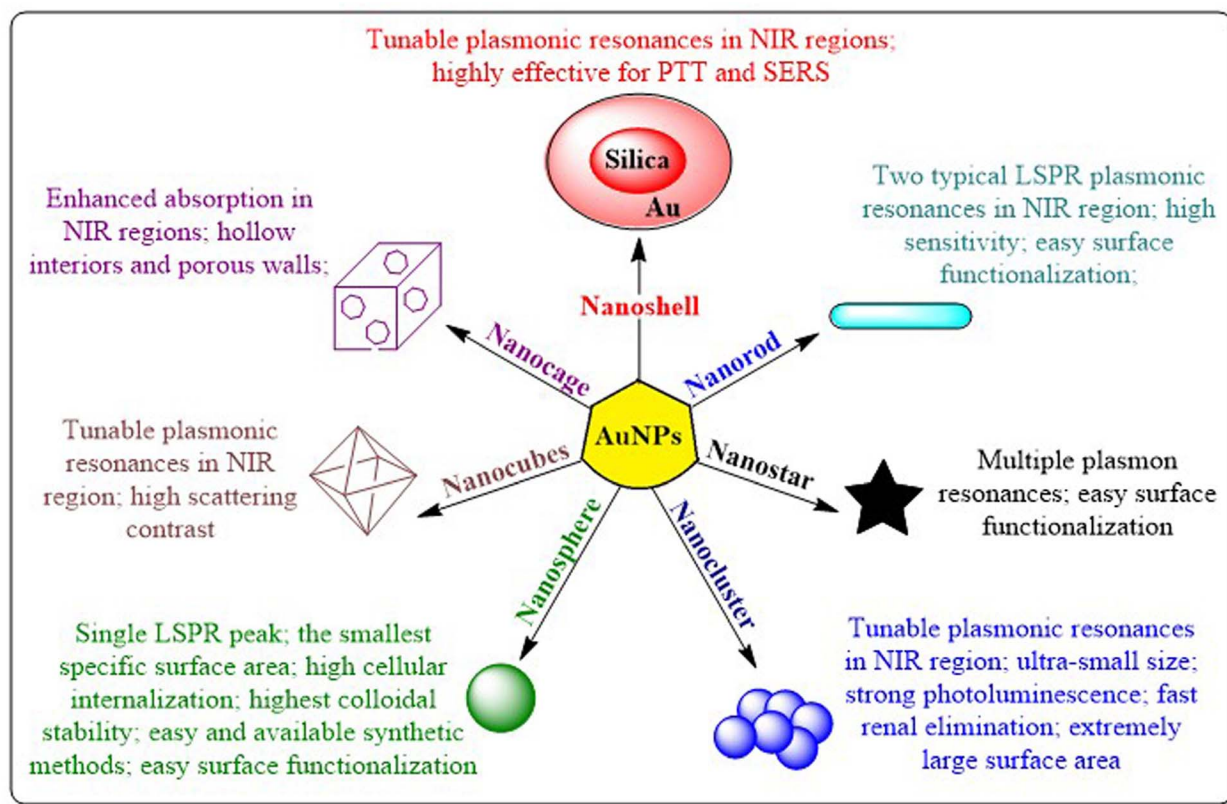 Tunable plasmonic resonances in NIR regions;
highly effective for PTT and SERS
Silica
Au
Nanoshell
Enhanced absorption in
NIR regions; hollow
interiors and porous walls;
Nanocage
Two typical LSPR plasmonic
resonances in NIR region; high
sensitivity; easy surface
functionalization;
Nanorod
AuNPs
Tunable plasmonic
resonances in NIR
region; high scattering
contrast
Nanocubes
Nanostar
Multiple plasmon
resonances; easy surface
functionalization
Nanosphere
Single LSPR peak; the smallest
specific surface area; high cellular
internalization; highest colloidal
stability; easy and available synthetic
methods; easy surface functionalization
Nanocluster
Tunable plasmonic resonances
in NIR region; ultra-small size;
strong photoluminescence; fast
renal elimination; extremely
large surface area